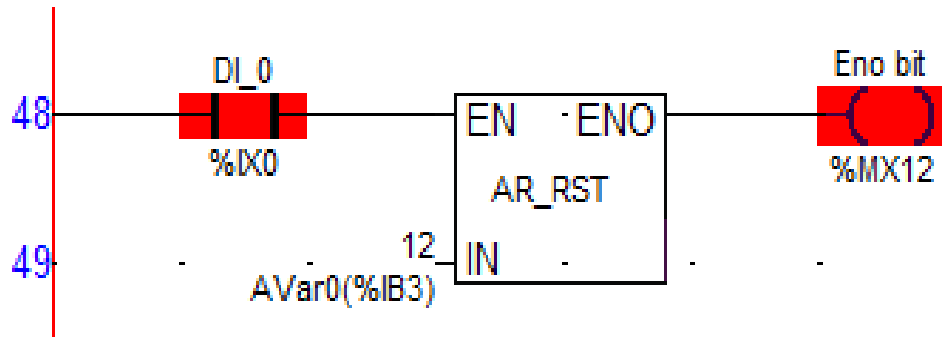 DI_0
Eno bit
48
EN
ENO
%IX0
%MX12
AR_RST
12
49
IN
AVar0(%IB3)